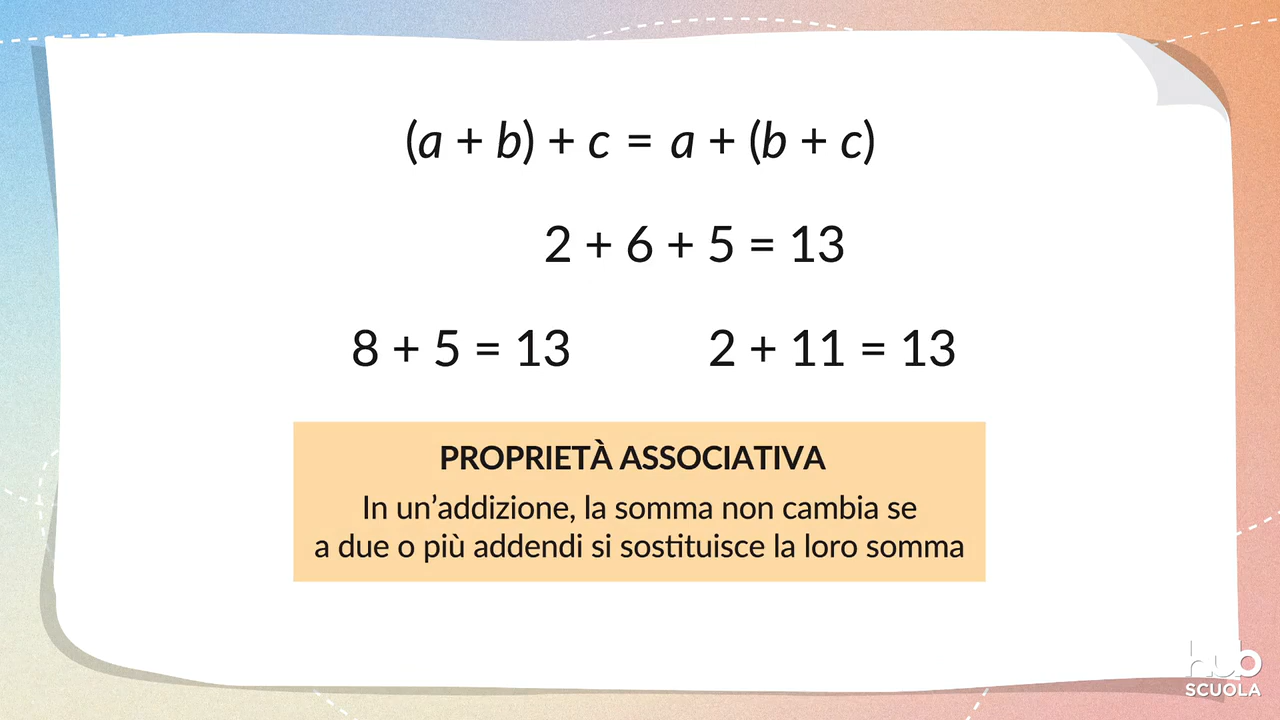 (a + b) + c = a + (b + c)
2 + 6 + 5 = 13
8 + 5 = 13 2 + 11 = 13
PROPRIETÀ ASSOCIATIVA
In un’addizione, la somma non cambia se
a due o più addendi si sostituisce la loro somma
hub
SCUOLA